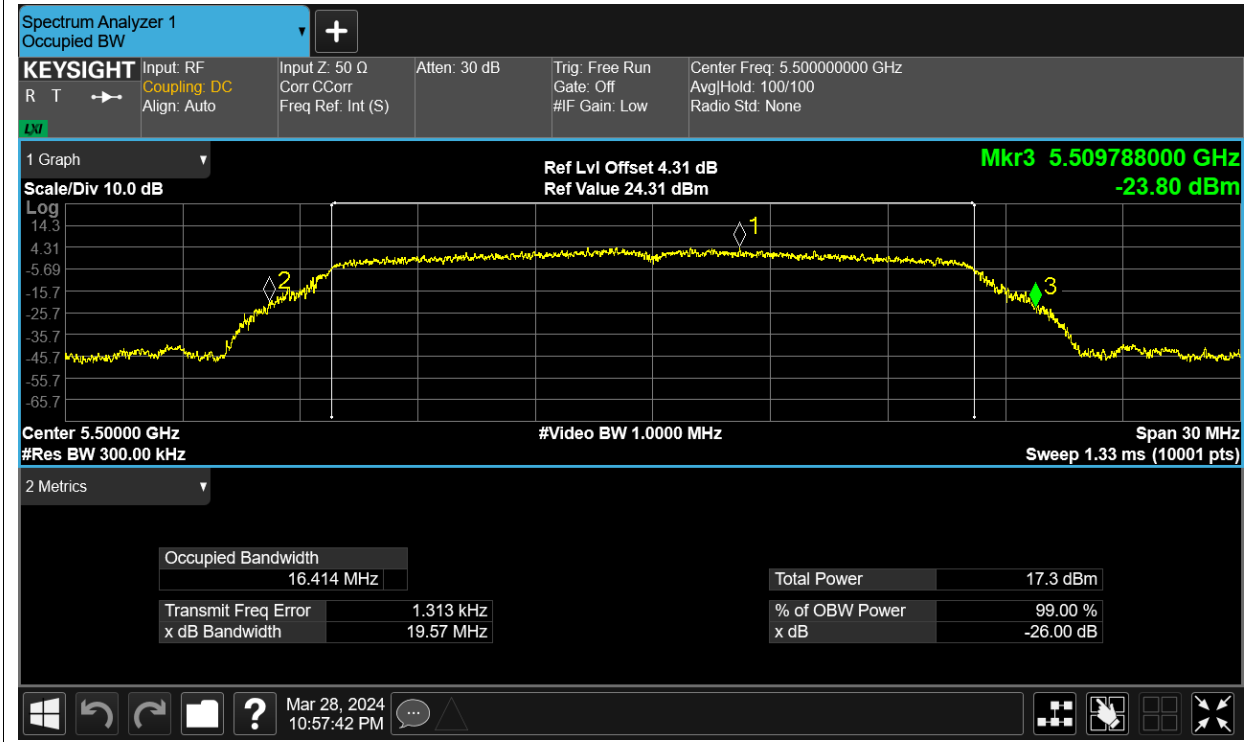 Spectrum Analyzer 1
Occupied BW
KEYSIGHT
R T
LXI
Input: RF
Coupling: DC
Align: Auto
Input Z: 50 Ω
Corr CCorr
Freq Ref: Int (S)
Atten: 30 dB
Trig: Free Run
Gate: Off
#IF Gain: Low
Center Freq: 5.500000000 GHz
Avg|Hold: 100/100
Radio Std: None
1 Graph
Scale/Div 10.0 dB
Ref Lvl Offset 4.31 dB
Ref Value 24.31 dBm
Mkr3 5.509788000 GHz
-23.80 dBm
Log
14.3
4.31
-5.69
-15.7
-25.7
-35.7
-45.7
-55.7
-65.7
1
2
3
Center 5.50000 GHz
#Video BW 1.0000 MHz
Span 30 MHz
#Res BW 300.00 kHz
Sweep 1.33 ms (10001 pts)
2 Metrics
Occupied Bandwidth
16.414 MHz
Total Power 17.3 dBm
Transmit Freq Error 1.313 kHz
% of OBW Power 99.00 %
x dB Bandwidth 19.57 MHz
x dB -26.00 dB
?
Mar 28, 2024
10:57:42 PM